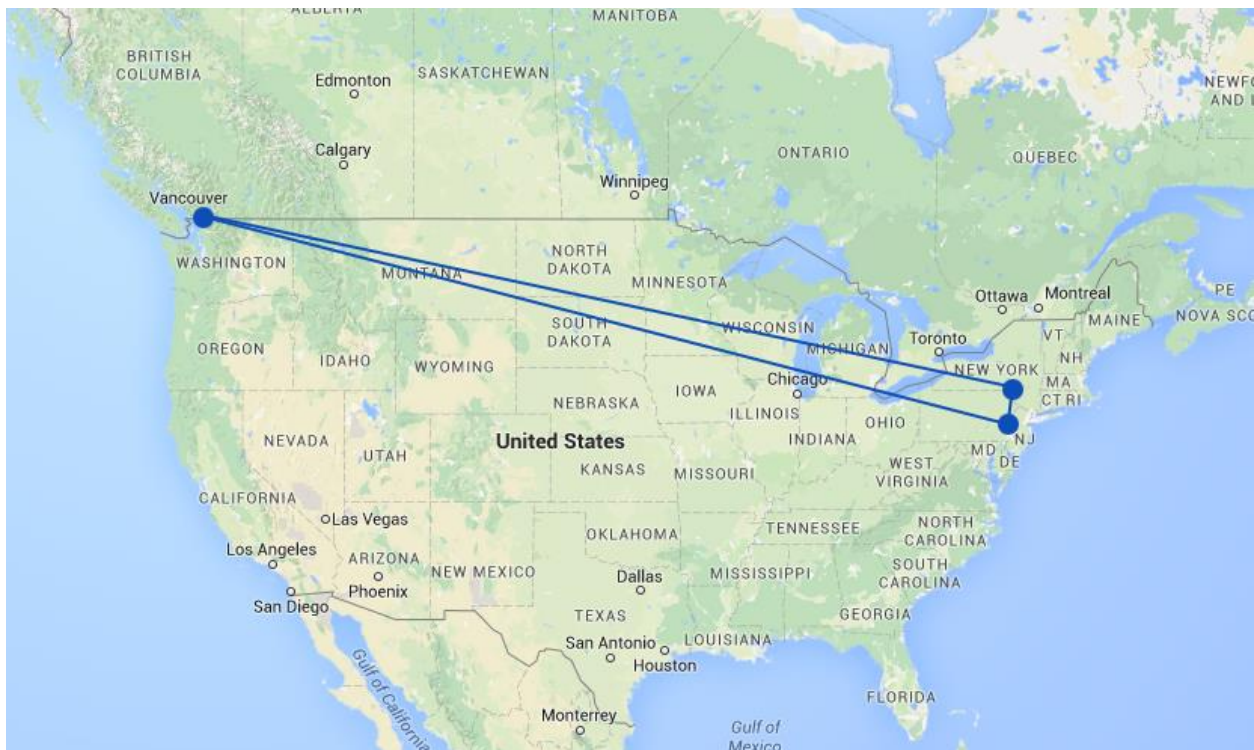 ALBERTA
MANITOBA
BRITISH
COLUMBIA
Edmonton
SASKATCHEWAN
NEWFO
AND L
Calgary
ONTARIO
QUEBEC
Winnipeg
Vancouver
WASHINGTON
MONTANA
NORTH
DAKOTA
MINNESOTA
Ottawa
Montreal
PE
NOVA SCO
MAINE
SOUTH
DAKOTA
WISCONSIN
MICHIGAN
Toronto
VT
NH
OREGON
IDAHO
WYOMING
NEW YORK
MA
CT RI
Chicago
IOWA
ILLINOIS
NEBRASKA
OHIO
INDIANA
NJ
MD
DE
NEVADA
UTAH
United States
KANSAS
MISSOURI
WEST
VIRGINIA
CALIFORNIA
Las Vegas
OKLAHOMA
TENNESSEE
NORTH
CAROLINA
Los Angeles
ARIZONA
NEW MEXICO
Phoenix
San Diego
Dallas
MISSISSIPPI
SOUTH
CAROLINA
TEXAS
GEORGIA
San Antonio
Houston
LOUISIANA
Gulf of California
FLORIDA
Monterrey
Gulf of
Mexico